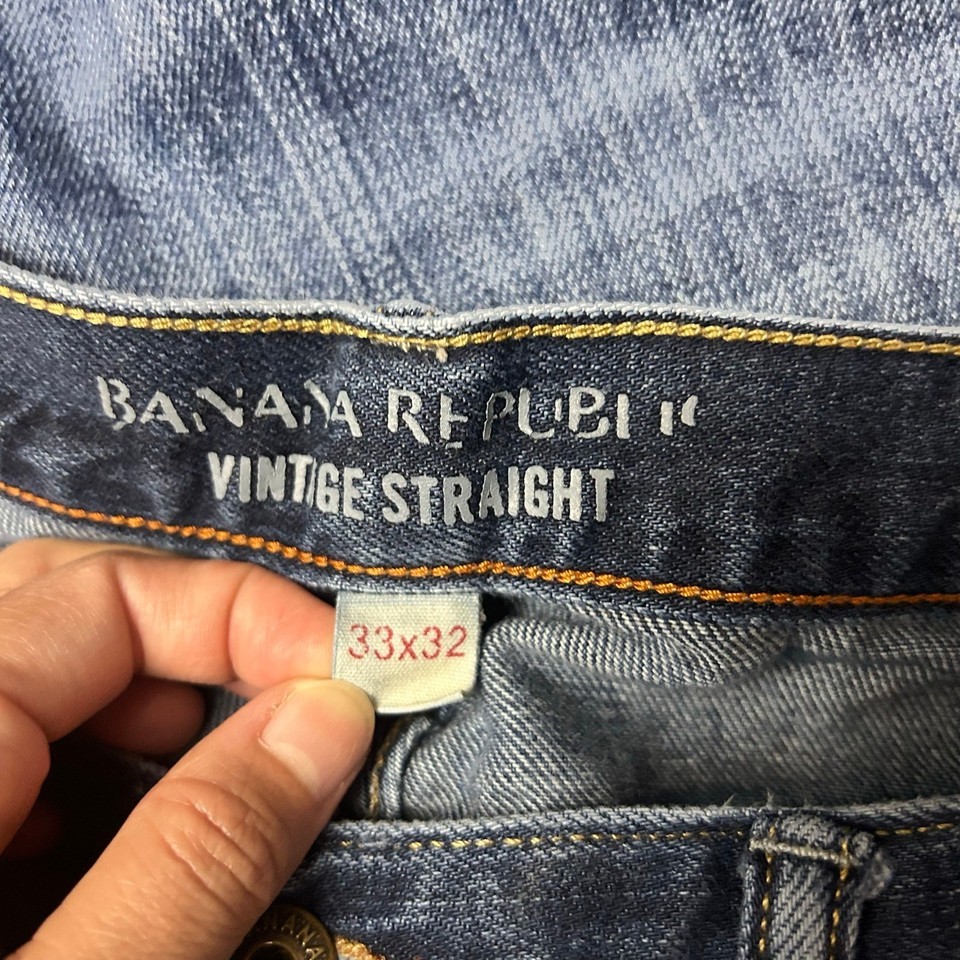 BANANA REPUBLIC
VINTAGE STRAIGHT
33x32